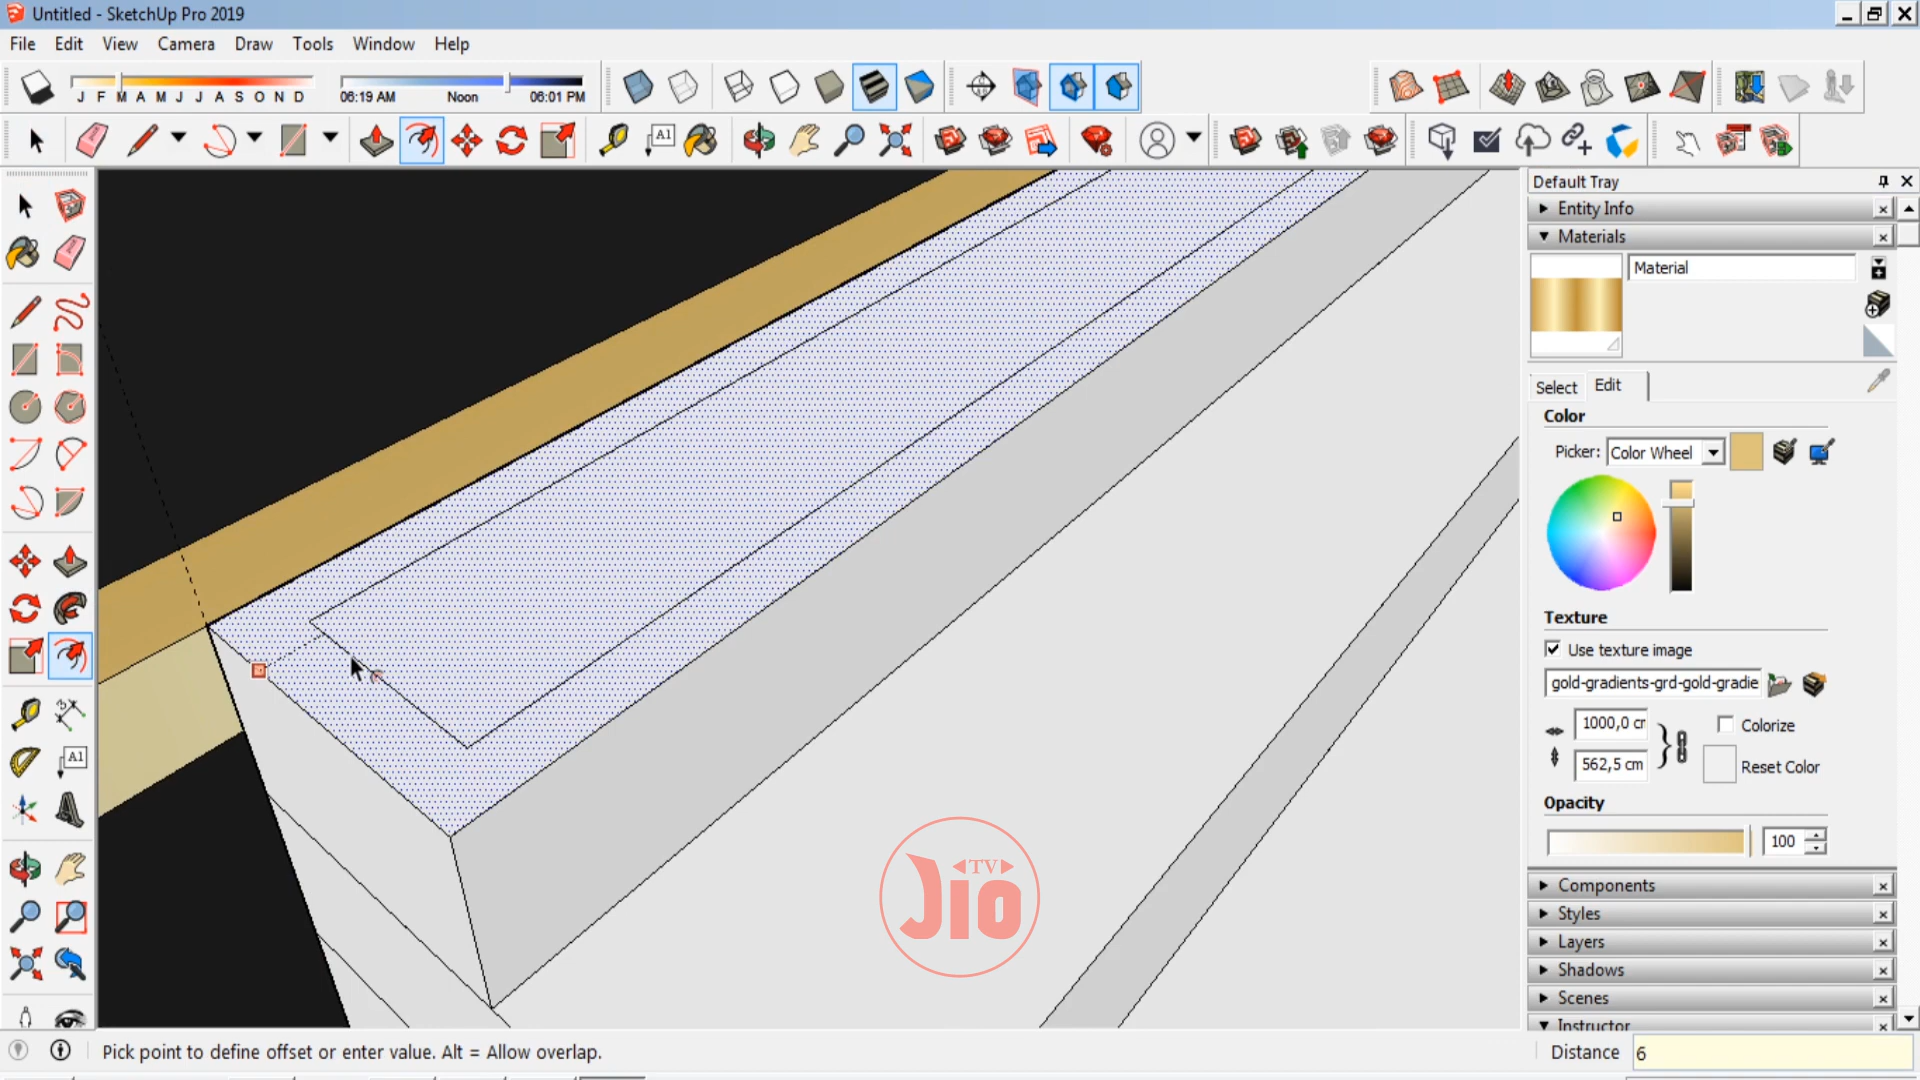 Untitled - SketchUp Pro 2019
File Edit View Camera Draw Tools Window Help
J F M A M J J A S O N D
06:19 AM Noon 06:01 PM
A1
Default Tray
Entity Info
Materials
Material
Select Edit
Color
Picker: Color Wheel
Texture
Use texture image
gold-gradients-grd-gold-gradie
1000,0 cr
Colorize
562,5 cm
Reset Color
Opacity
100
Components
Styles
Layers
Shadows
Scenes
Instructor
A1
TV
Jio
Pick point to define offset or enter value. Alt = Allow overlap.
Distance 6